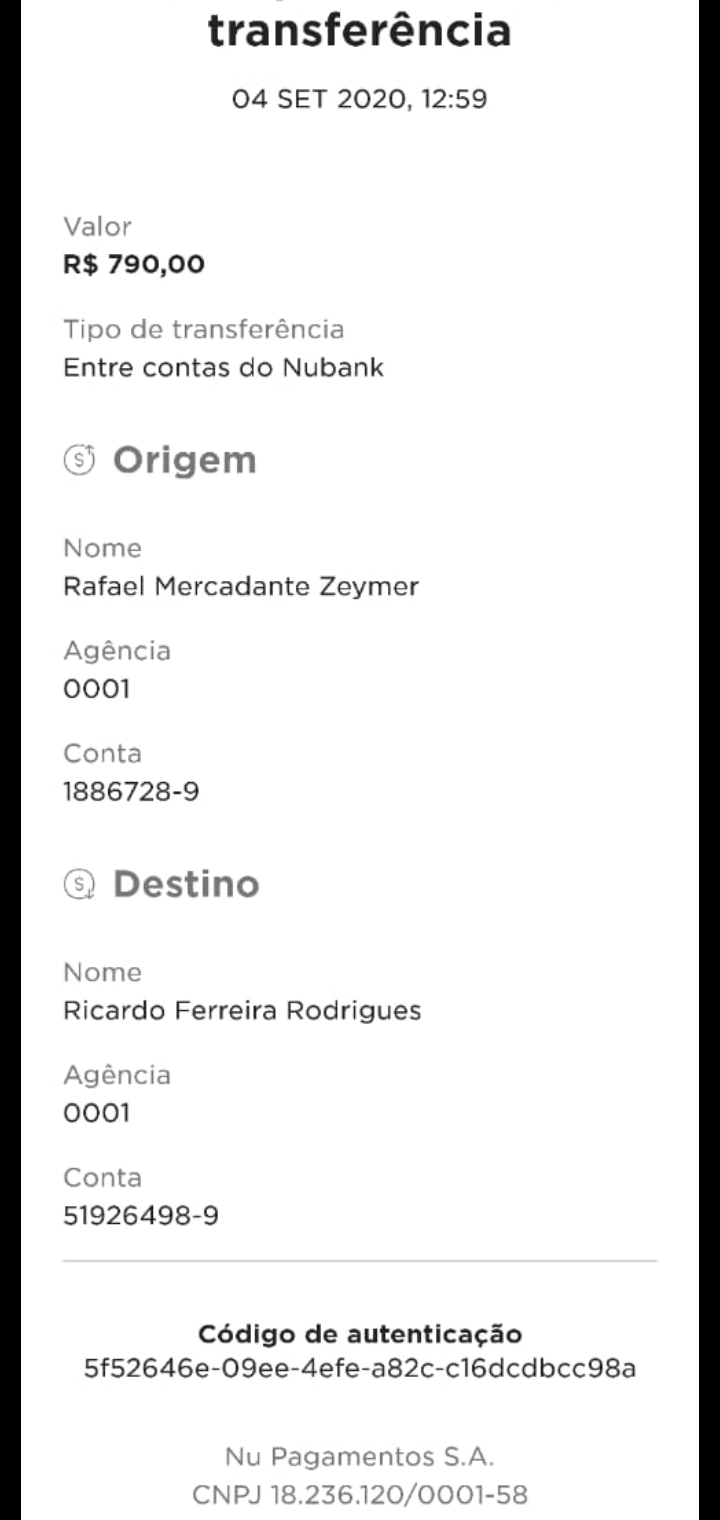 transferência
04 SET 2020, 12:59
Valor
R$ 790,00
Tipo de transferência
Entre contas do Nubank
Origem
Nome
Rafael Mercadante Zeymer
Agência
0001
Conta
1886728-9
Destino
Nome
Ricardo Ferreira Rodrigues
Agência
0001
Conta
51926498-9
Código de autenticação
5f52646e-09ee-4efe-a82c-c16dcdbcc98a
Nu Pagamentos S.A.
CNPJ 18.236.120/0001-58